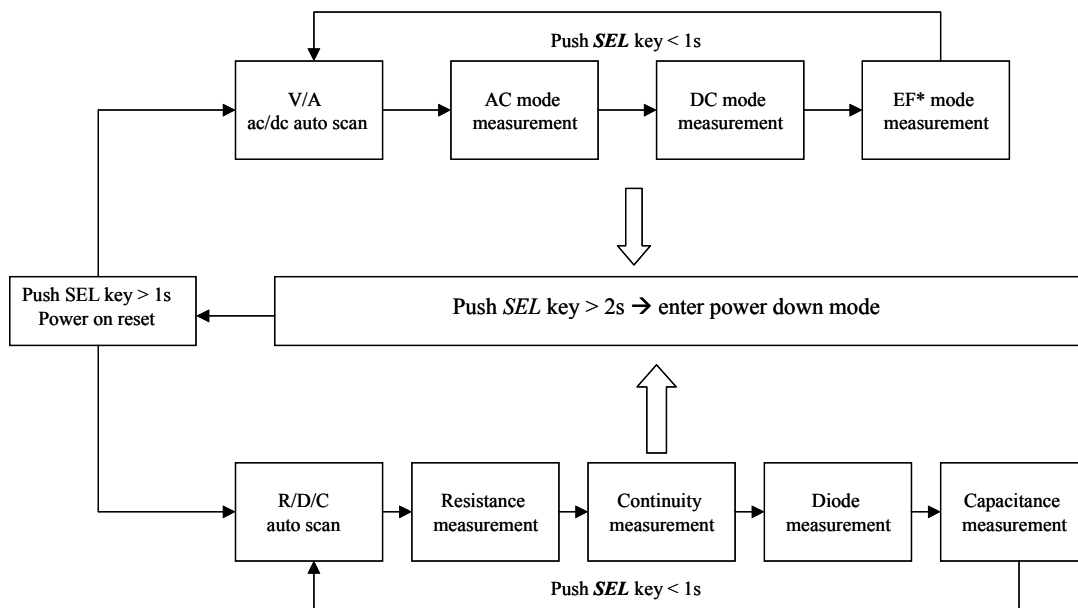 Push SEL key < 1s
V/A
ac/dc auto scan
AC mode
measurement
DC mode
measurement
EF* mode
measurement
Push SEL key > 1s
Power on reset
Push SEL key > 2s → enter power down mode
R/D/C
auto scan
Resistance
measurement
Continuity
measurement
Diode
measurement
Capacitance
measurement
Push SEL key < 1s